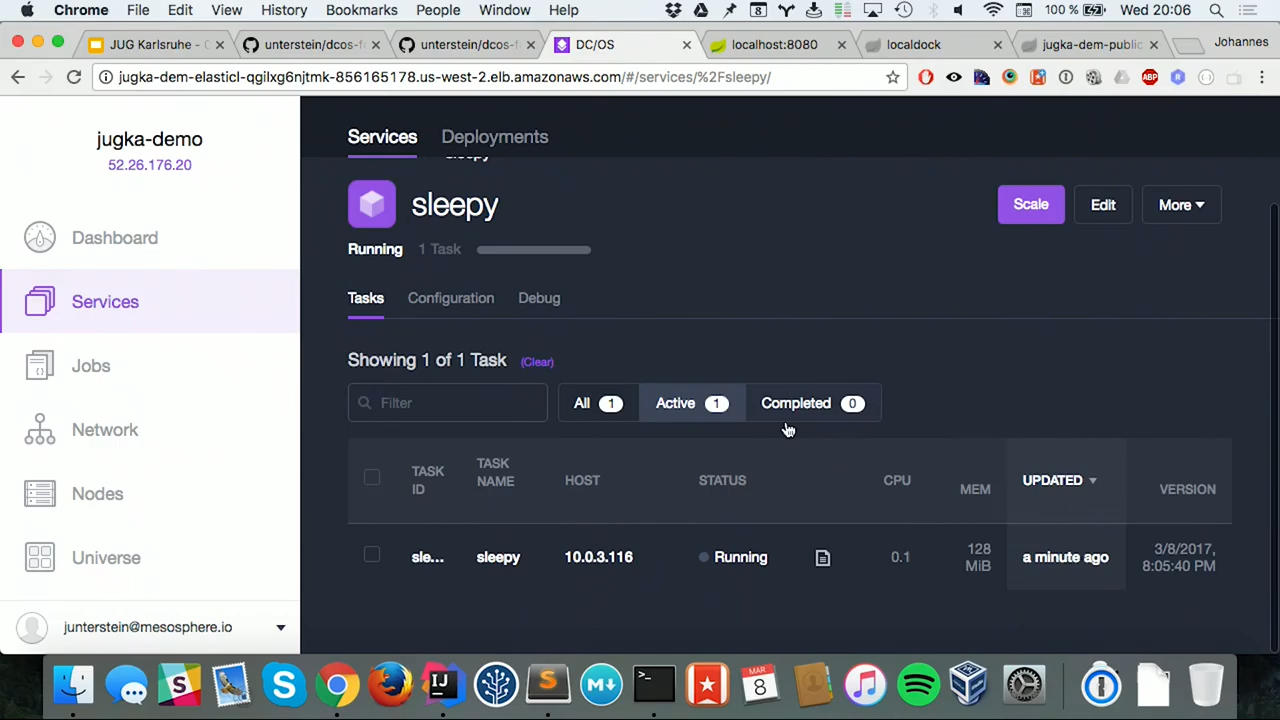 Chrome File Edit View History Bookmarks People Window Help 100 % Wed 20:06
JUG Karlsruhe - unterstein/dcos-f unterstein/dcos-f DC/OS localhost:8080 localdock jugka-dem-public Johannes
jugka-dem-elasticl-qgilxg6njtmk-856165178.us-west-2.elb.amazonaws.com/#/services/%2Fsleepy/
jugka-demo
52.26.176.20
Dashboard
Services
Jobs
Network
Nodes
Universe
junterstein@mesosphere.io
Services Deployments
sleepy
sleepy
Scale Edit More
Running 1 Task
Tasks Configuration Debug
Showing 1 of 1 Task (Clear)
Filter All 1 Active 1 Completed 0
TASK ID TASK NAME HOST STATUS CPU MEM UPDATED VERSION
sle... sleepy 10.0.3.116 Running 0.1 128 MiB a minute ago 3/8/2017, 8:05:40 PM
MAR
8